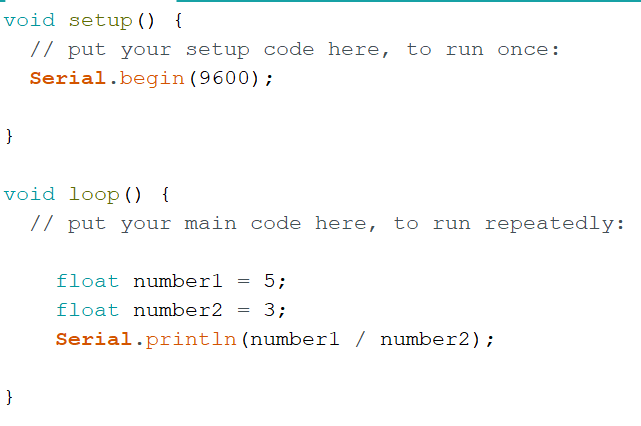 void setup() {
  // put your setup code here, to run once:
  Serial.begin(9600);
}
void loop() {
  // put your main code here, to run repeatedly:
    float number1 = 5;
    float number2 = 3;
    Serial.println(number1 / number2);
}